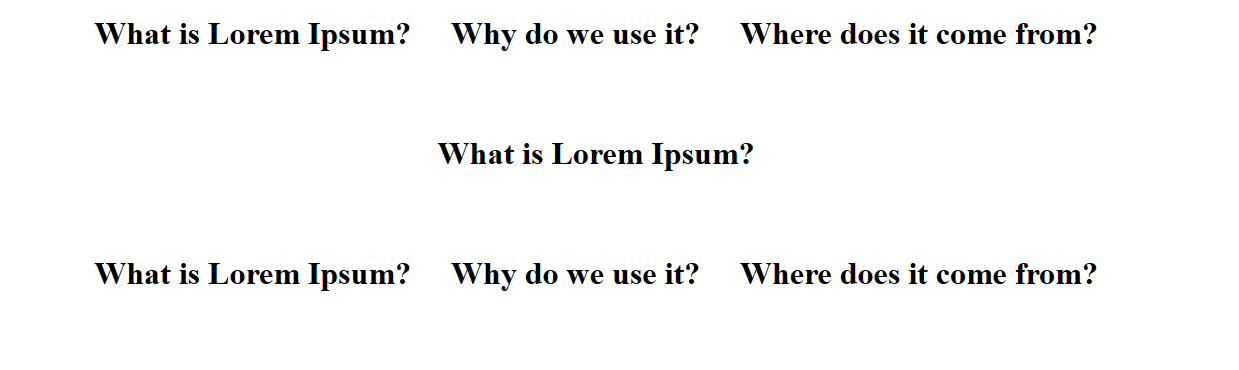 What is Lorem Ipsum? Why do we use it? Where does it come from?
What is Lorem Ipsum?
What is Lorem Ipsum? Why do we use it? Where does it come from?